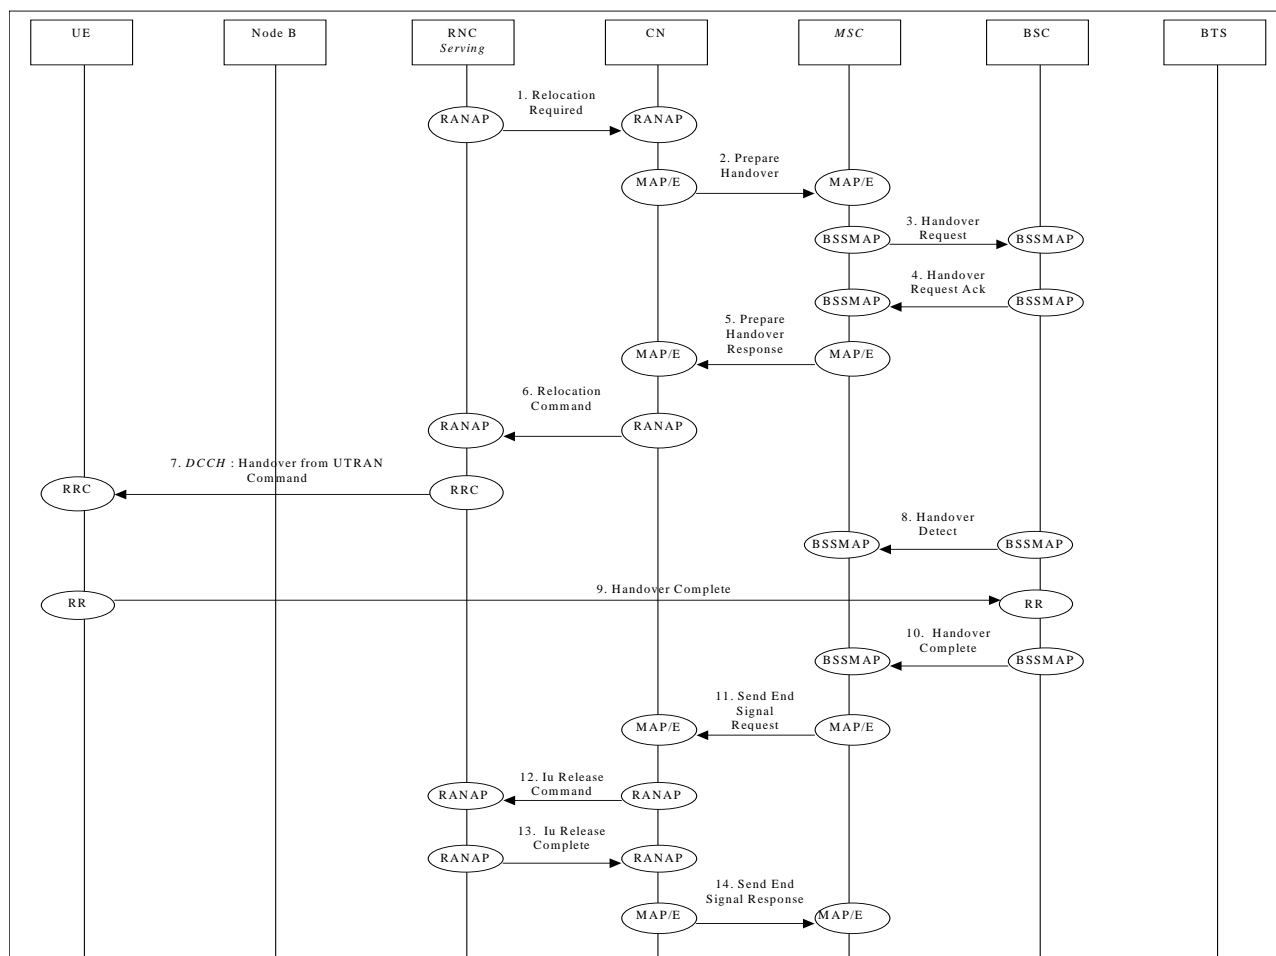 UE
Node B
RNC
Serving
CN
MSC
BSC
BTS
1. Relocation
Required
RANAP
RANAP
2. Prepare
Handover
MAP/E
MAP/E
3. Handover
Request
BSSMAP
BSSMAP
4. Handover
Request Ack
BSSMAP
BSSMAP
5. Prepare
Handover
Response
MAP/E
MAP/E
6. Relocation
Command
RANAP
RANAP
7. DCCH : Handover from UTRAN
Command
RRC
RRC
8. Handover
Detect
BSSMAP
BSSMAP
9. Handover Complete
RR
RR
10. Handover
Complete
BSSMAP
BSSMAP
11. Send End
Signal
Request
MAP/E
MAP/E
12. Iu Release
Command
RANAP
RANAP
13. Iu Release
Complete
RANAP
RANAP
14. Send End
Signal Response
MAP/E
MAP/E